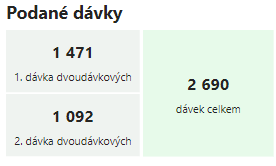 Podané dávky
1 471
1. dávka dvoudávkových
1 092
2. dávka dvoudávkových
2 690
dávek celkem